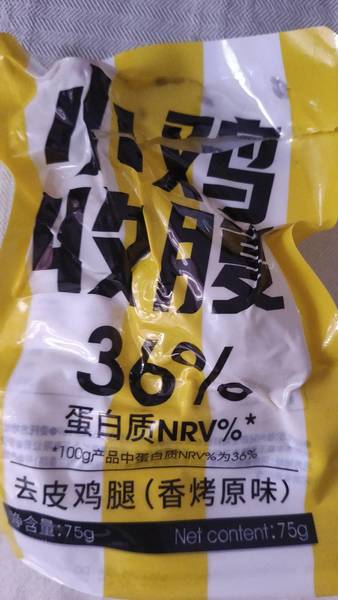 小鸡
收腹
36%
蛋白质NRV%*
*100g产品中蛋白质NRV%为36%
去皮鸡腿(香烤原味)
净含量:75g Net content:75g